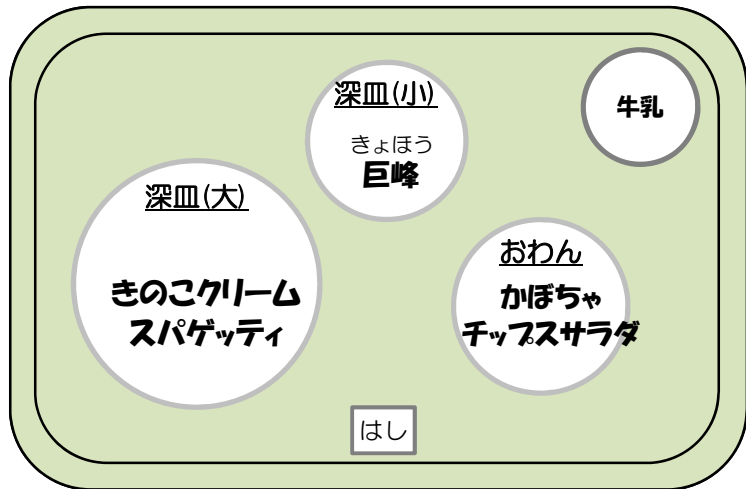 深皿(小)
きょほう
巨峰
牛乳
深皿(大)
きのこクリーム
スパゲッティ
おわん
かぼちゃ
チップスサラダ
はし